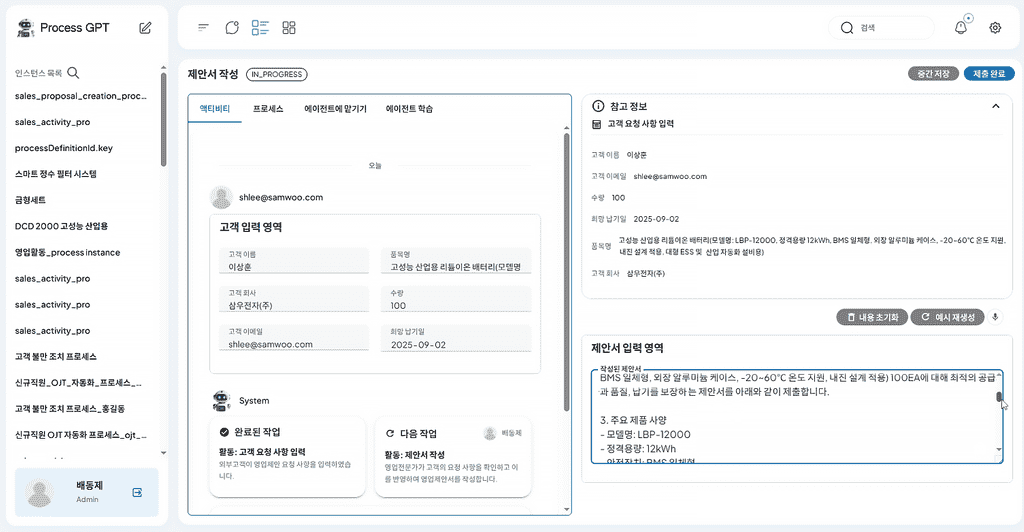 Process GPT
검색
인스턴스 목록
sales_proposal_creation_proc...
sales_activity_pro
processDefinitionId.key
스마트 정수 필터 시스템
금형세트
DCD 2000 고성능 산업용
영업활동_process instance
sales_activity_pro
sales_activity_pro
sales_activity_pro
고객 불만 조치 프로세스
신규직원_OJT_자동화_프로세스_...
고객 불만 조치 프로세스_홍길동
신규직원 OJT 자동화 프로세스_ojt_...
배동제
Admin
제안서 작성
IN_PROGRESS
중간 저장
제출 완료
액티비티
프로세스
에이전트에 맡기기
에이전트 학습
오늘
shlee@samwoo.com
고객 입력 영역
고객 이름
이상훈
품목명
고성능 산업용 리튬이온 배터리(모델명
고객 회사
삼우전자(주)
수량
100
고객 이메일
shlee@samwoo.com
희망 납기일
2025-09-02
System
완료된 작업
활동: 고객 요청 사항 입력
외부고객이 영업제안 요청 사항을 입력하였습
니다.
다음 작업
배동제
활동: 제안서 작성
영업전문가가 고객의 요청 사항을 확인하고 이
를 반영하여 영업제안서를 작성합니다.
참고 정보
고객 요청 사항 입력
고객 이름 이상훈
고객 이메일 shlee@samwoo.com
수량 100
희망 납기일 2025-09-02
품목명 고성능 산업용 리튬이온 배터리(모델명: LBP-12000, 정격용량 12kWh, BMS 일체형, 외장 알루미늄 케이스, -20~60℃ 온도 지원,
내진 설계 적용, 대형 ESS 및 산업 자동화 설비용)
고객 회사 삼우전자(주)
내용 초기화
예시 재생성
제안서 입력 영역
작성된 제안서
BMS 일체형, 외장 알루미늄 케이스, -20~60℃ 온도 지원, 내진 설계 적용) 100EA에 대해 최적의 공급
과 품질, 납기를 보장하는 제안서를 아래와 같이 제출합니다.
3. 주요 제품 사양
- 모델명: LBP-12000
- 정격용량: 12kWh
- 안전장치: BMS 일체형